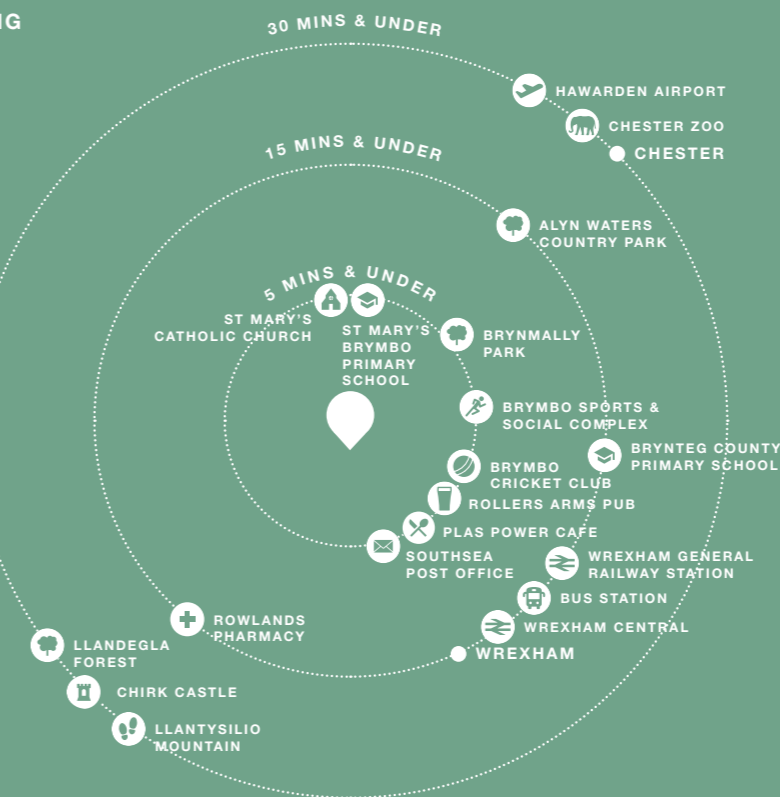 NG
30 MINS & UNDER
HAWARDEN AIRPORT
CHESTER ZOO
CHESTER
15 MINS & UNDER
ALYN WATERS
COUNTRY PARK
5 MINS & UNDER
ST MARY'S
CATHOLIC CHURCH
ST MARY'S
BRYMBO
PRIMARY
SCHOOL
BRYNMALLY
PARK
BRYMBO SPORTS &
SOCIAL COMPLEX
BRYNTEG COUNTY
PRIMARY SCHOOL
BRYMBO
CRICKET CLUB
ROLLERS ARMS PUB
PLAS POWER CAFE
SOUTHSEA
POST OFFICE
WREXHAM GENERAL
RAILWAY STATION
BUS STATION
WREXHAM CENTRAL
WREXHAM
ROWLANDS
PHARMACY
LLANDEGLA
FOREST
CHIRK CASTLE
LLANTYSILIO
MOUNTAIN